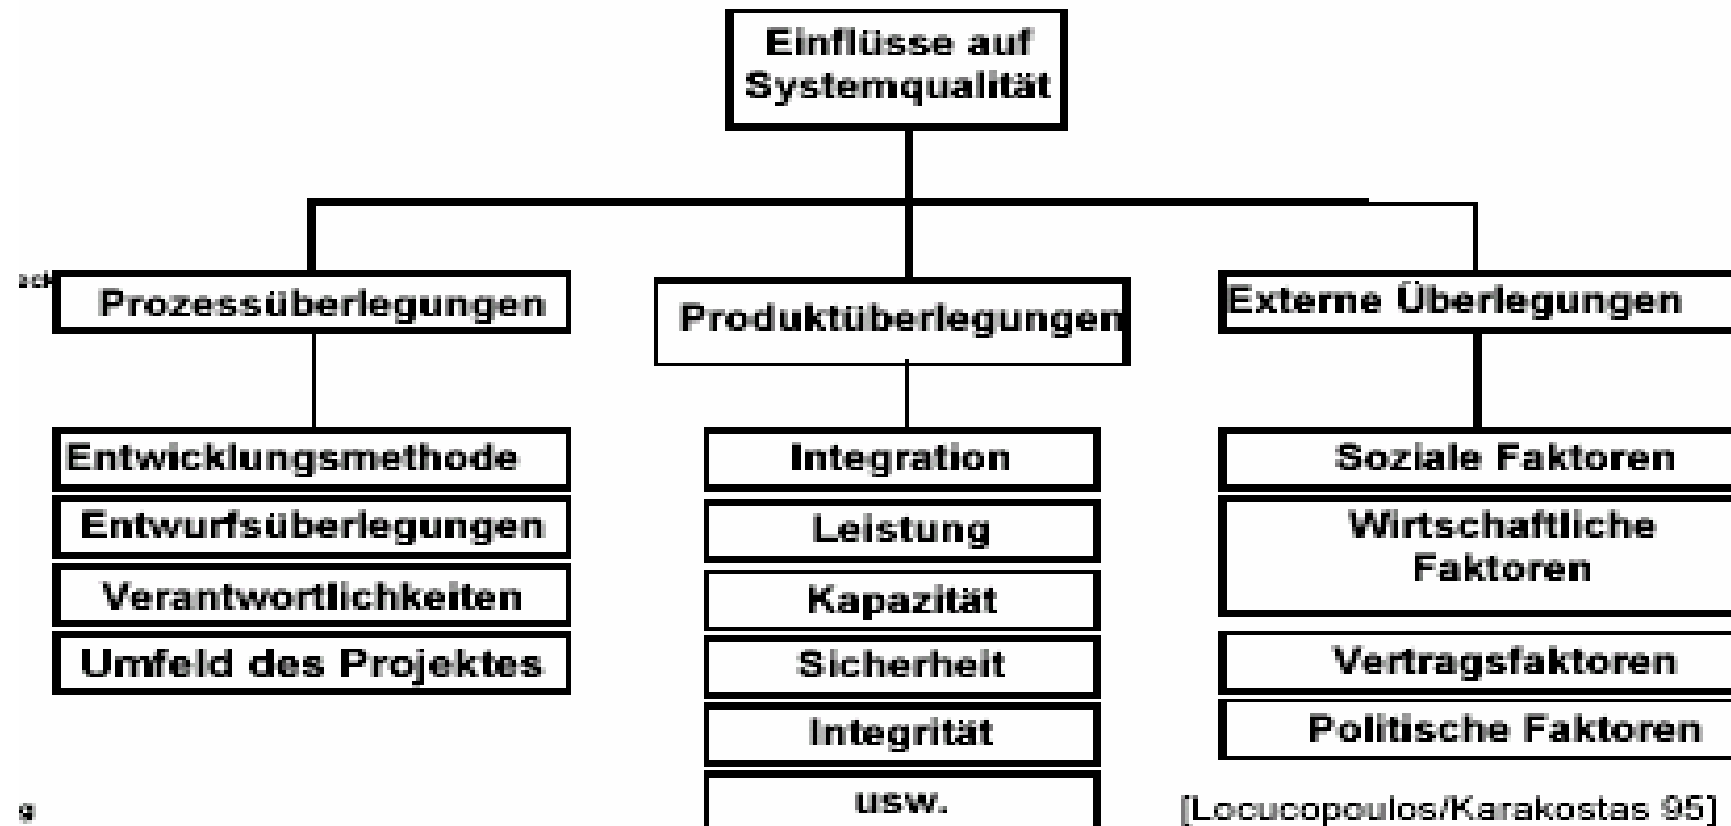 Einflüsse auf
Systemqualität
Prozessüberlegungen
Produktüberlegungen
Externe Überlegungen
Entwicklungsmethode
Entwurfsüberlegungen
Verantwortlichkeiten
Umfeld des Projektes
Integration
Leistung
Kapazität
Sicherheit
Integrität
usw.
Soziale Faktoren
Wirtschaftliche
Faktoren
Vertragsfaktoren
Politische Faktoren
[Locucopoulos/Karakostas 95]